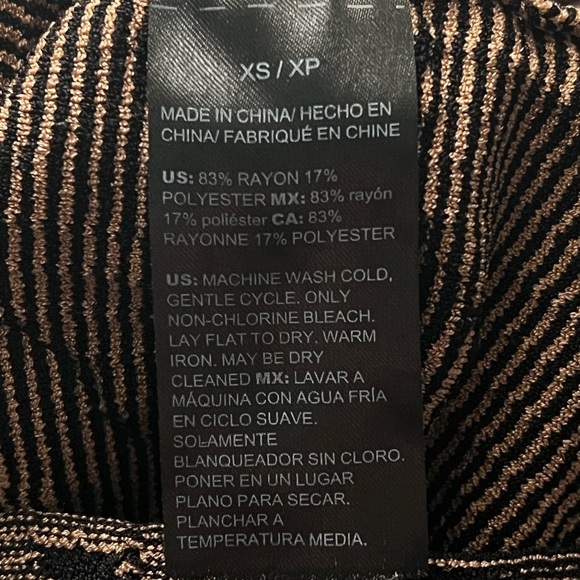 XS / XP
MADE IN CHINA/ HECHO EN
CHINA/ FABRIQUÉ EN CHINE
US: 83% RAYON 17%
POLYESTER MX: 83% rayón
17% poliéster CA: 83%
RAYONNE 17% POLYESTER
US: MACHINE WASH COLD,
GENTLE CYCLE. ONLY
NON-CHLORINE BLEACH.
LAY FLAT TO DRY. WARM
IRON. MAY BE DRY
CLEANED MX: LAVAR A
MÁQUINA CON AGUA FRÍA
EN CICLO SUAVE.
SOLAMENTE
BLANQUEADOR SIN CLORO.
PONER EN UN LUGAR
PLANO PARA SECAR.
PLANCHAR A
TEMPERATURA MEDIA.